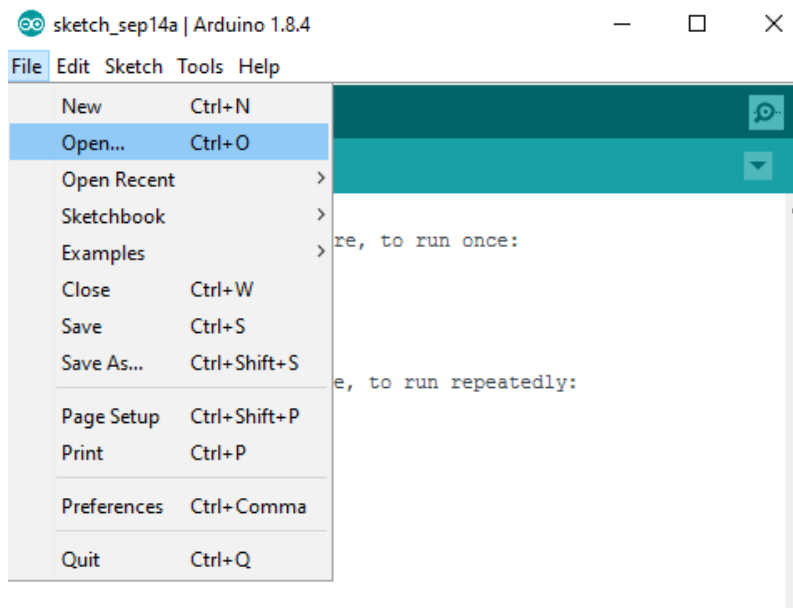 sketch_sep14a | Arduino 1.8.4
File Edit Sketch Tools Help
New Ctrl+N
Open... Ctrl+O
Open Recent
Sketchbook
Examples
Close Ctrl+W
Save Ctrl+S
Save As... Ctrl+Shift+S
Page Setup Ctrl+Shift+P
Print Ctrl+P
Preferences Ctrl+Comma
Quit Ctrl+Q
re, to run once:
e, to run repeatedly: